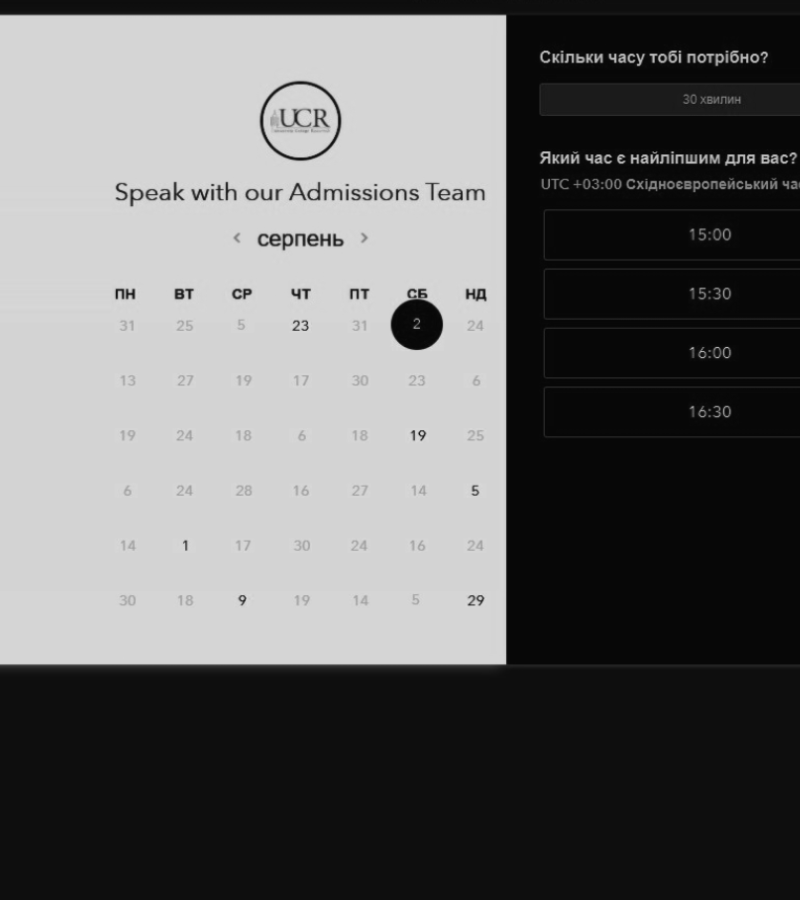 UCR
Speak with our Admissions Team
серпень
ПН ВТ СР ЧТ ПТ СБ НД
31 25 5 23 31 2 24
13 27 19 17 30 23 6
19 24 18 6 18 19 25
6 24 28 16 27 14 5
14 1 17 30 24 16 24
30 18 9 19 14 5 29
Скільки часу тобі потрібно?
30 хвилин
Який час є найліпшим для вас?
UTC +03:00 Східноєвропейський ча
15:00
15:30
16:00
16:30